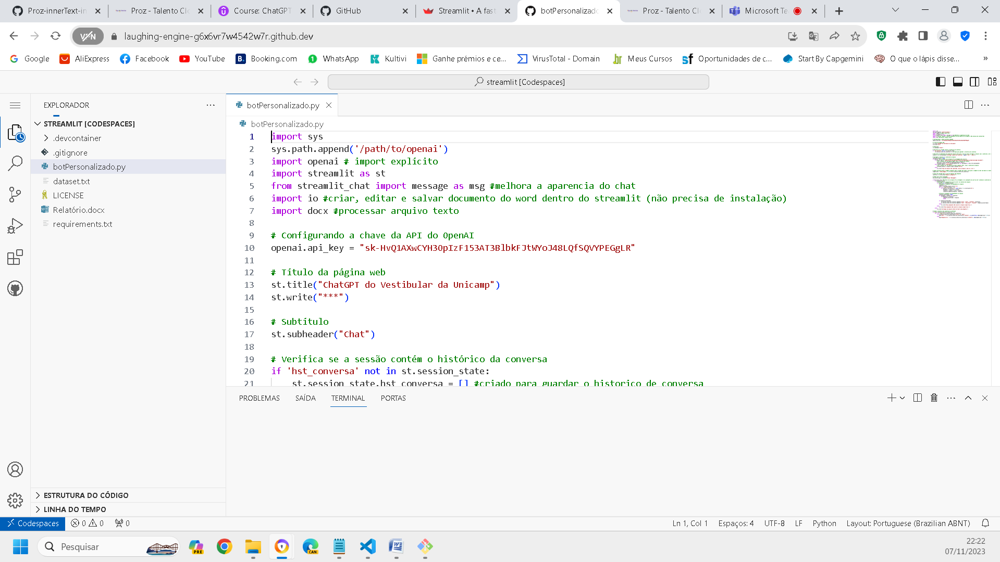 Proz-innerText-in
Proz - Talento Clo
Course: ChatGPT
GitHub
Streamlit • A fast
botPersonalizado
Proz - Talento Cl
Microsoft Te
VPN
laughing-engine-g6x6vr7w4542w7r.github.dev
Google
AliExpress
Facebook
YouTube
Booking.com
WhatsApp
Kultivi
Ganhe prémios e ce...
VirusTotal - Domain
Meus Cursos
Oportunidades de c...
Start By Capgemini
O que o lápis disse...
»
streamlit [Codespaces]
EXPLORADOR
STREAMLIT [CODESPACES]
.devcontainer
.gitignore
botPersonalizado.py
dataset.txt
LICENSE
Relatório.docx
requirements.txt
ESTRUTURA DO CÓDIGO
LINHA DO TEMPO
botPersonalizado.py
botPersonalizado.py
1 import sys
2 sys.path.append('/path/to/openai')
3 import openai # import explícito
4 import streamlit as st
5 from streamlit_chat import message as msg #melhora a aparencia do chat
6 import io #criar, editar e salvar documento do word dentro do streamlit (não precisa de instalação)
7 import docx #processar arquivo texto
8
9 # Configurando a chave da API do OpenAI
10 openai.api_key = "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"
11
12 # Título da página web
13 st.title("ChatGPT do Vestibular da Unicamp")
14 st.write("***")
15
16 # Subtítulo
17 st.subheader("Chat")
18
19 # Verifica se a sessão contém o histórico da conversa
20 if 'hst_conversa' not in st.session_state:
21 st.session_state.hst_conversa = [] #criado para guardar o historico de conversa
PROBLEMAS
SAÍDA
TERMINAL
PORTAS
Codespaces
0
0
0
Ln 1, Col 1
Espaços: 4
UTF-8
LF
Python
Layout: Portuguese (Brazilian ABNT)
Pesquisar
PRE
CAN
22:22
07/11/2023